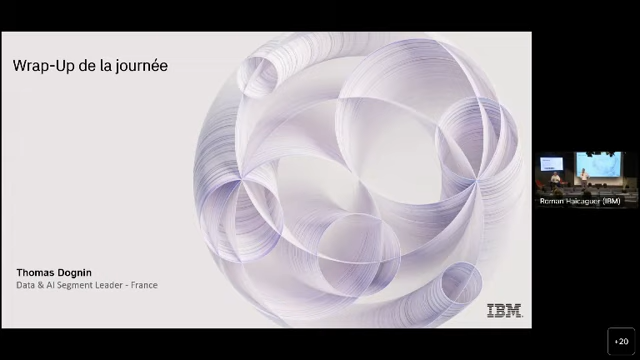 Wrap-Up de la journée
Thomas Dognin
Data & AI Segment Leader - France
IBM
Roman Haicaguer (IBM)
+20